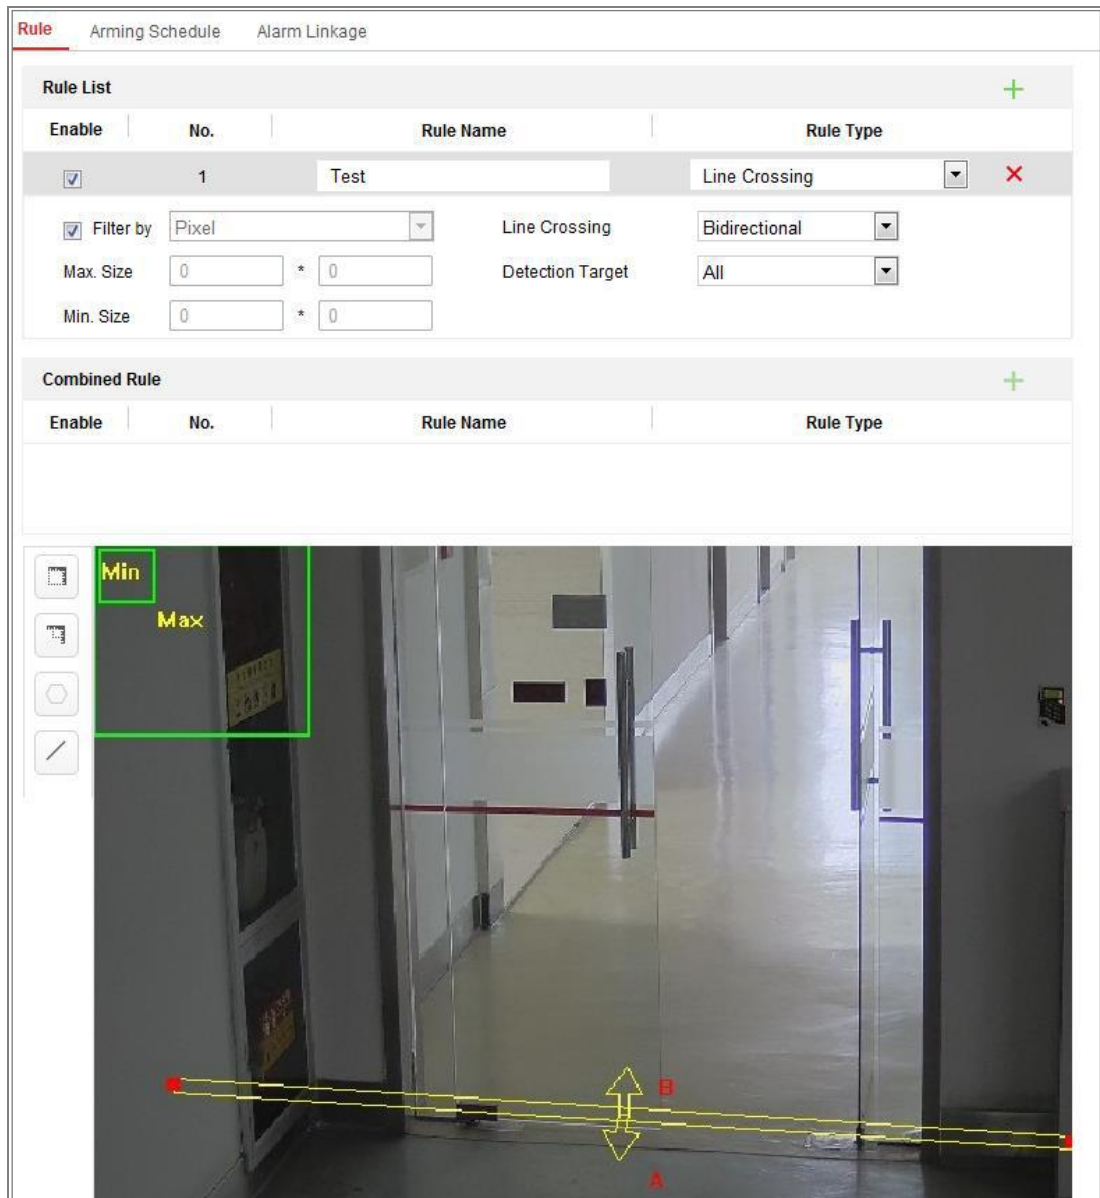 Rule Arming Schedule Alarm Linkage
Rule List
Enable No. Rule Name Rule Type
1 Test Line Crossing
Filter by Pixel Line Crossing Bidirectional
Max. Size 0 * 0 Detection Target All
Min. Size 0 * 0
Combined Rule
Enable No. Rule Name Rule Type
Min
Max
B
A